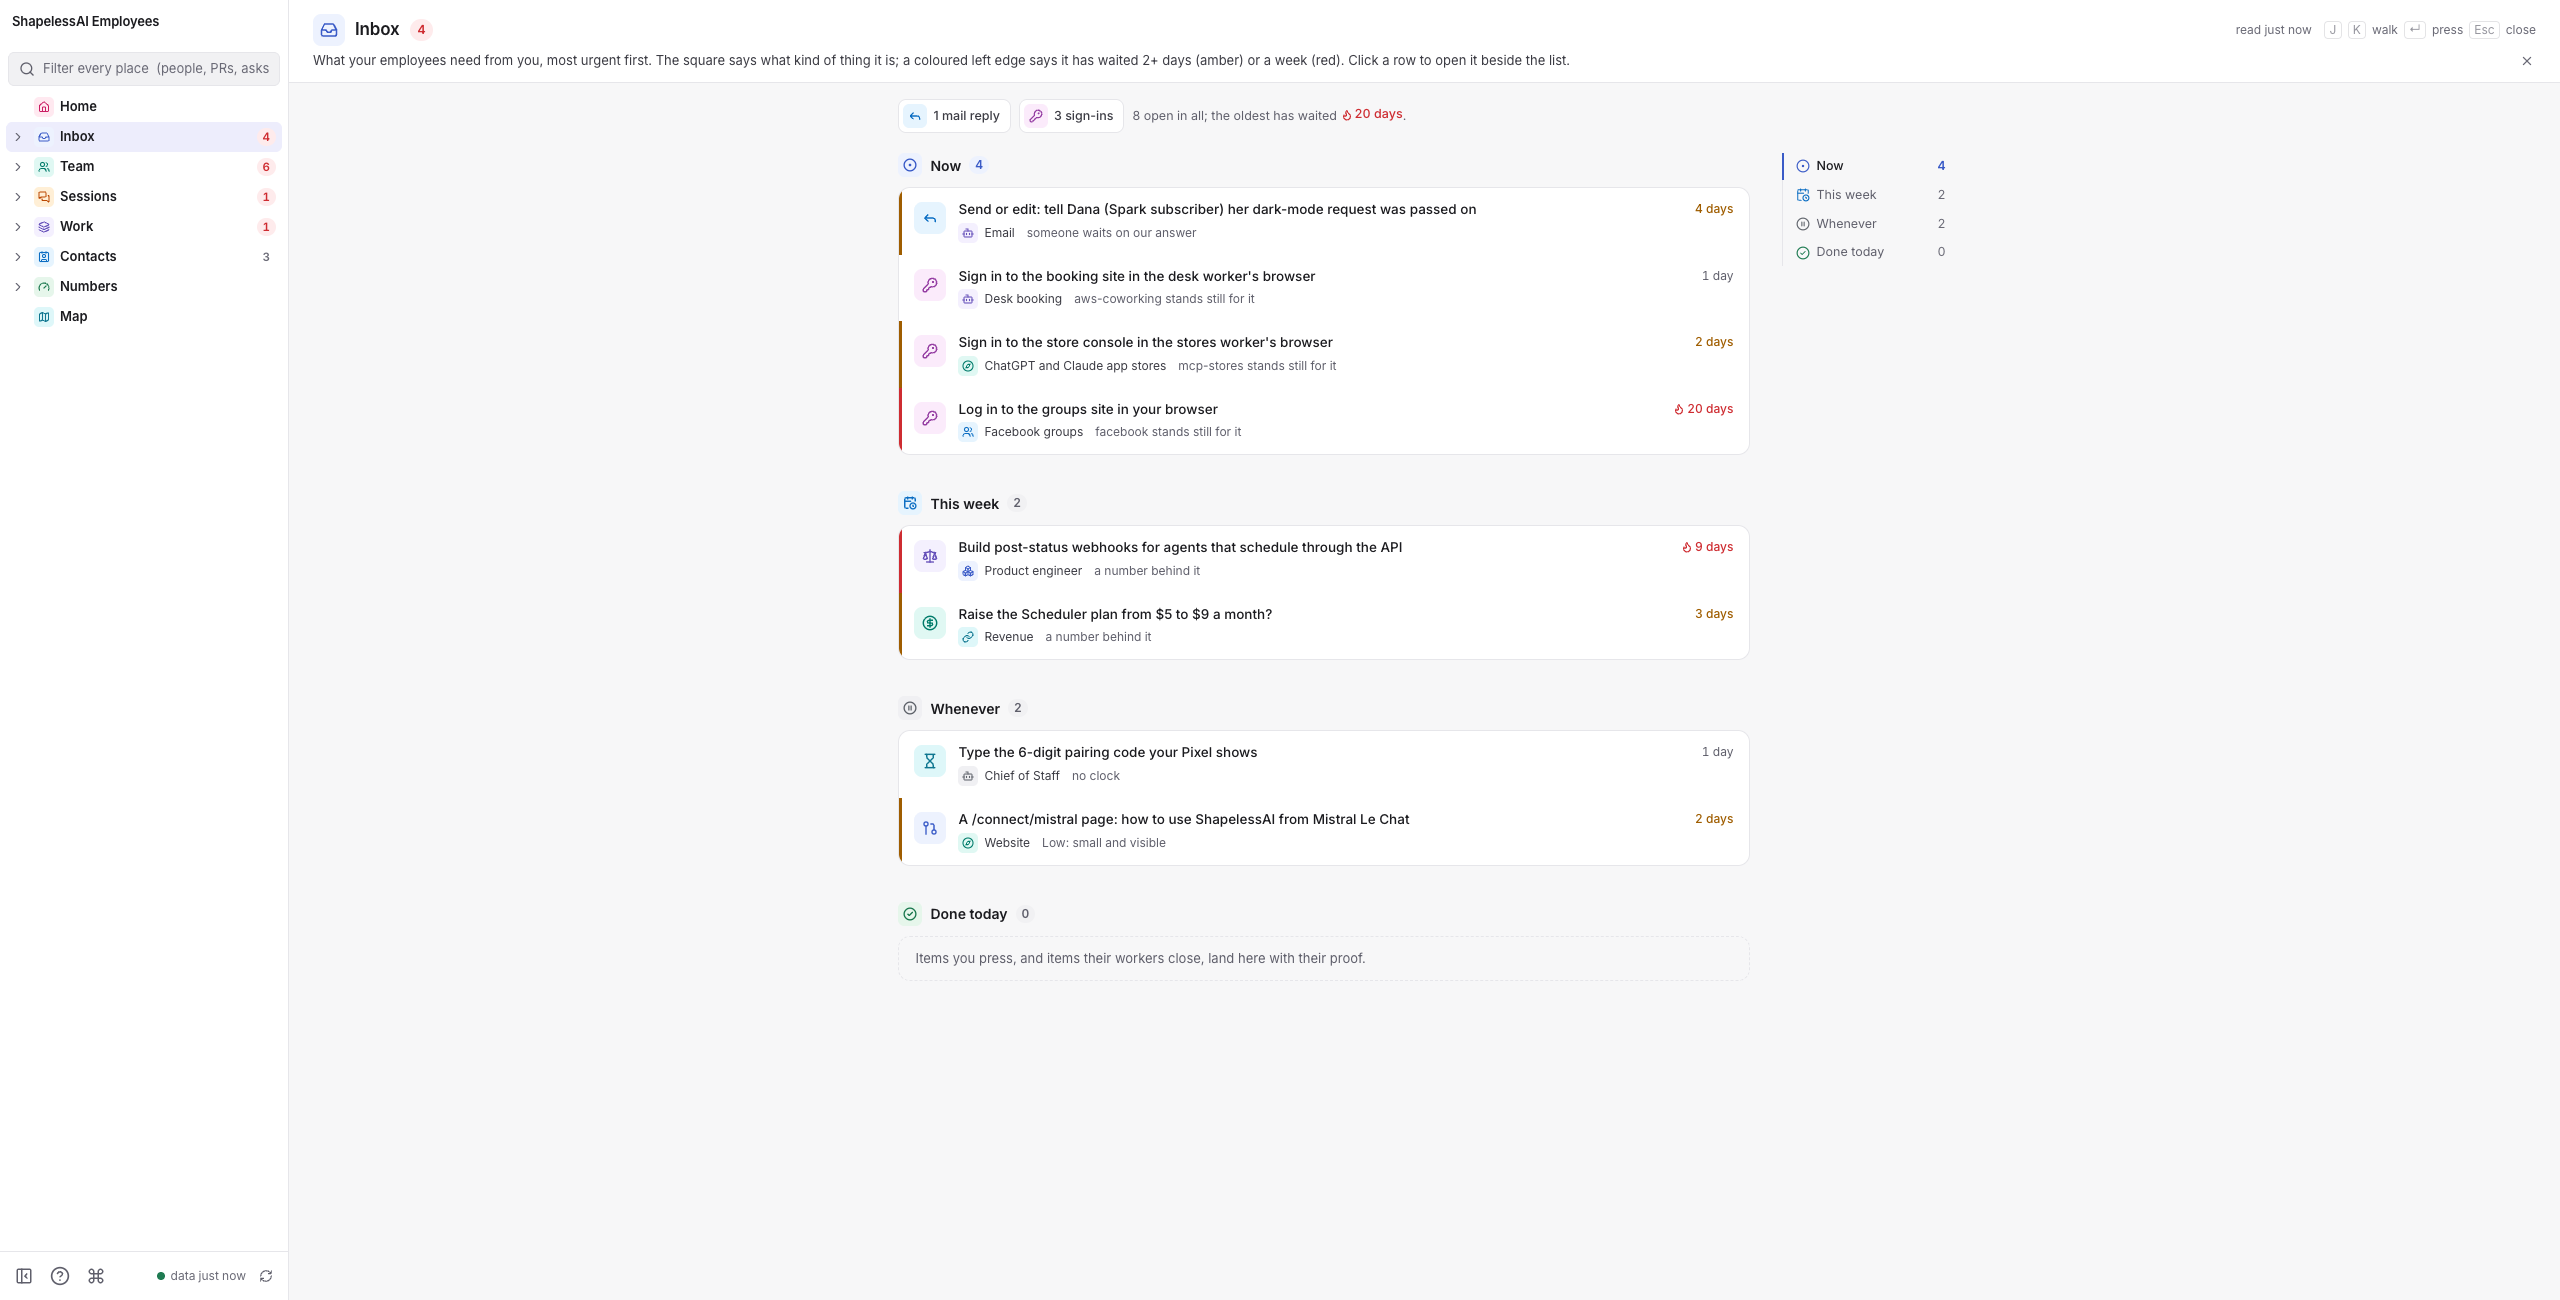 ShapelessAI Employees
Filter every place (people, PRs, asks
Home
Inbox 4
Team 6
Sessions 1
Work 1
Contacts 3
Numbers
Map
data just now
Inbox 4
read just now J K walk ↵ press Esc close
What your employees need from you, most urgent first. The square says what kind of thing it is; a coloured left edge says it has waited 2+ days (amber) or a week (red). Click a row to open it beside the list.
1 mail reply 3 sign-ins 8 open in all; the oldest has waited 20 days.
Now 4
Send or edit: tell Dana (Spark subscriber) her dark-mode request was passed on 4 days
Email someone waits on our answer
Sign in to the booking site in the desk worker's browser 1 day
Desk booking aws-coworking stands still for it
Sign in to the store console in the stores worker's browser 2 days
ChatGPT and Claude app stores mcp-stores stands still for it
Log in to the groups site in your browser 20 days
Facebook groups facebook stands still for it
This week 2
Build post-status webhooks for agents that schedule through the API 9 days
Product engineer a number behind it
Raise the Scheduler plan from $5 to $9 a month? 3 days
Revenue a number behind it
Whenever 2
Type the 6-digit pairing code your Pixel shows 1 day
Chief of Staff no clock
A /connect/mistral page: how to use ShapelessAI from Mistral Le Chat 2 days
Website Low: small and visible
Done today 0
Items you press, and items their workers close, land here with their proof.
Now 4
This week 2
Whenever 2
Done today 0